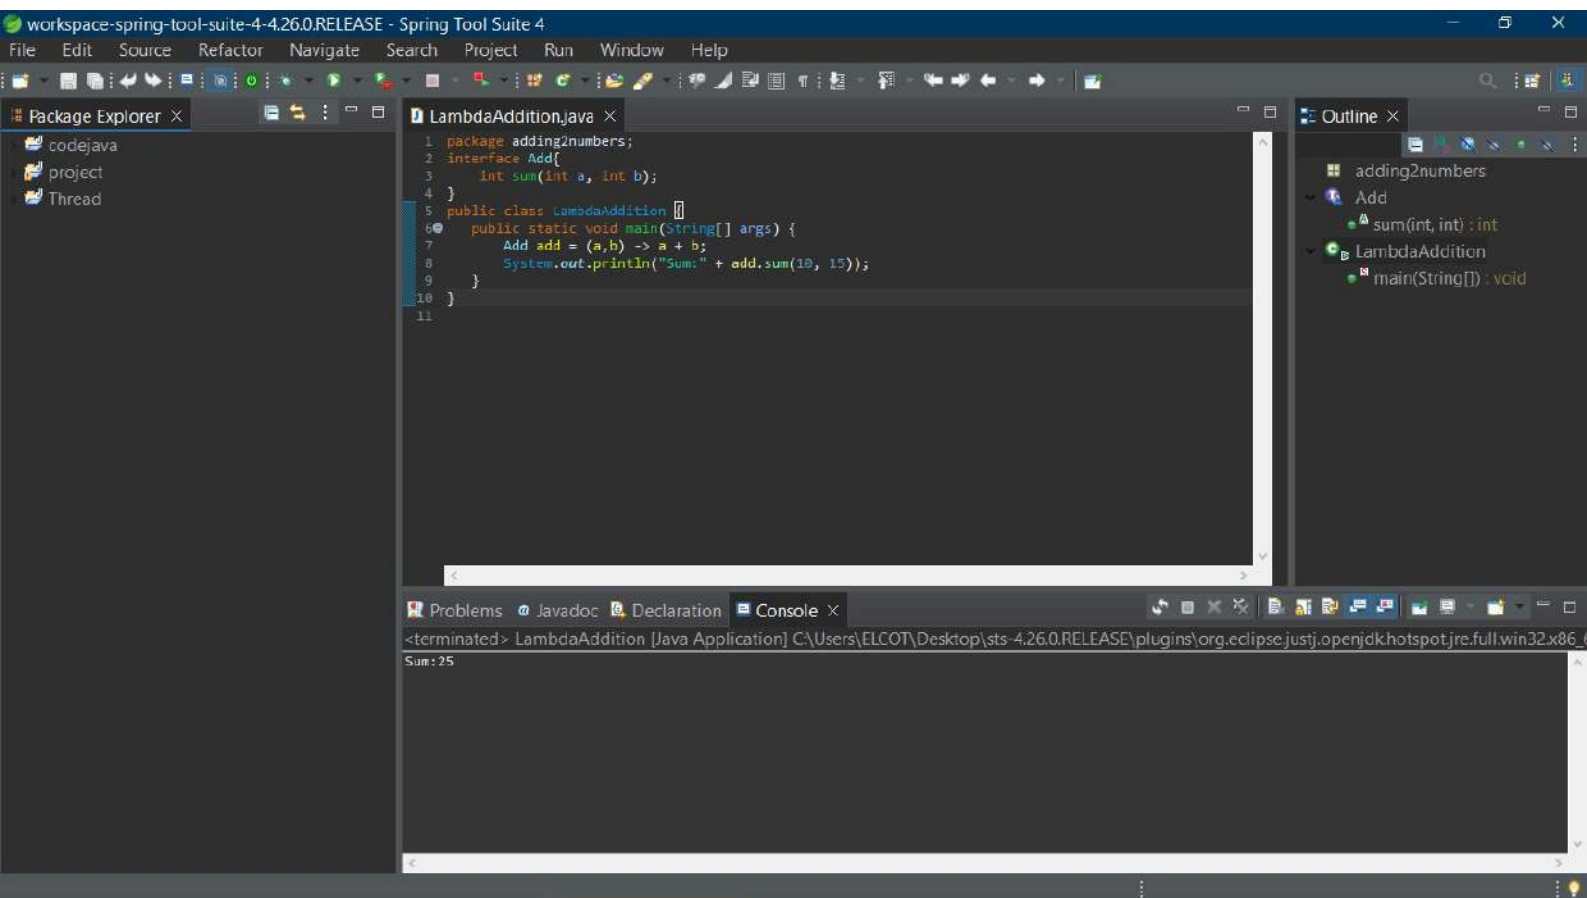 workspace-spring-tool-suite-4-4.26.0.RELEASE - Spring Tool Suite 4
File Edit Source Refactor Navigate Search Project Run Window Help
Package Explorer
codejava
project
Thread
LambdaAddition.java
1 package adding2numbers;
2 interface Add{
3 int sum(int a, int b);
4 }
5 public class LambdaAddition {
6 public static void main(String[] args) {
7 Add add = (a,b) -> a + b;
8 System.out.println("Sum:" + add.sum(10, 15));
9 }
10 }
11
Outline
adding2numbers
Add
sum(int, int) : int
LambdaAddition
main(String[]) : void
Problems Javadoc Declaration Console
<terminated> LambdaAddition [Java Application] C:\Users\ELCOT\Desktop\sts-4.26.0.RELEASE\plugins\org.eclipse.justj.openjdk.hotspot.jre.full.win32.x86_
Sum:25